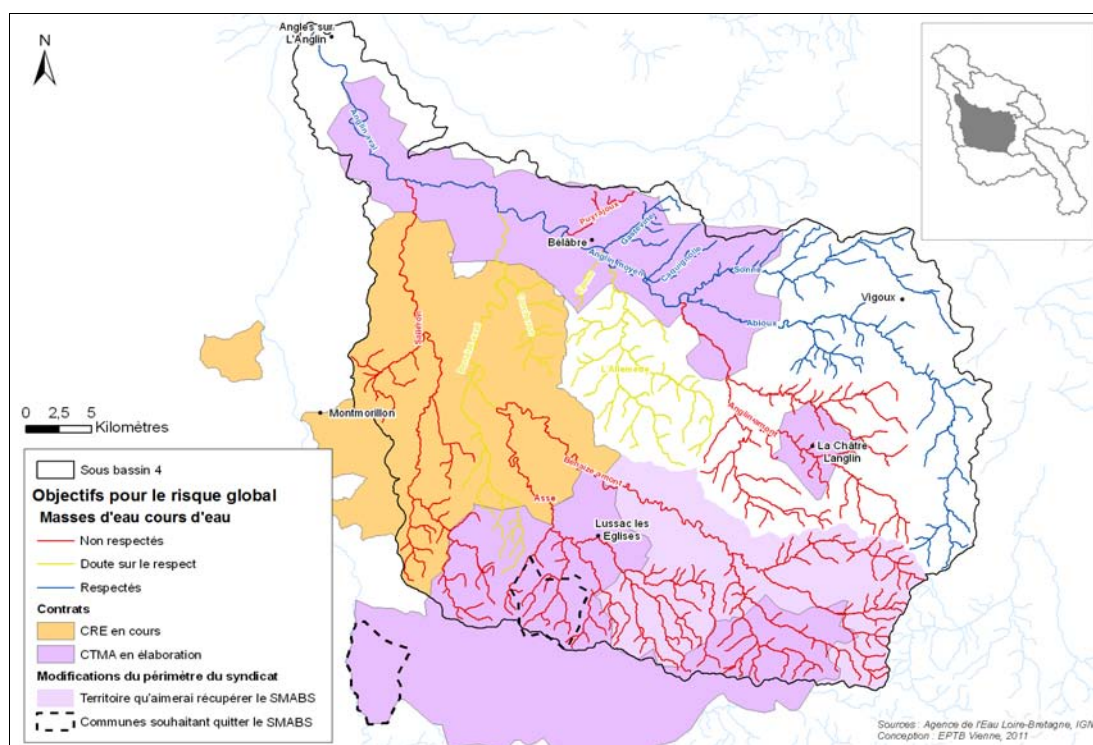 Angles sur
L'Anglin
N
Anglin aval
Puyrajoux
Gastesine
Bélâbre
Anglin moyen
Caquignolle
Sonne
Vigoux
Abloux
Salleron
L'Allemette
0 2,5 5
Kilomètres
Montmorillon
Anglin amont
La Châtre
L'anglin
Benaize amont
Asse
Lussac les
Eglises
Sous bassin 4
Objectifs pour le risque global
Masses d'eau cours d'eau
Non respectés
Doute sur le respect
Respectés
Contrats
CRE en cours
CTMA en élaboration
Modifications du périmètre du syndicat
Territoire qu'aimerai récupérer le SMABS
Communes souhaitant quitter le SMABS
Sources : Agence de l'Eau Loire-Bretagne, IGN
Conception : EPTB Vienne, 2011